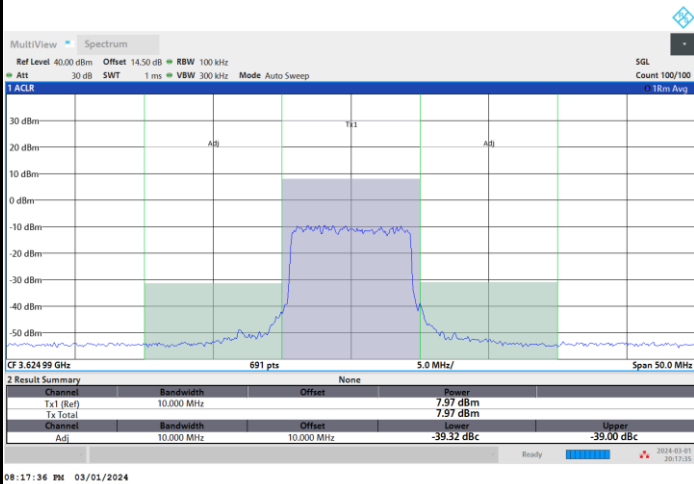 MultiView Spectrum
Ref Level 40.00 dBm Offset 14.50 dB RBW 100 kHz SGL
Att 30 dB SWT 1 ms VBW 300 kHz Mode Auto Sweep Count 100/100
1 ACLR 1Rm Avg
30 dBm
Tx1
20 dBm
Adj Adj
10 dBm
0 dBm
-10 dBm
-20 dBm
-30 dBm
-40 dBm
-50 dBm
CF 3.624 99 GHz 691 pts 5.0 MHz/ Span 50.0 MHz
2 Result Summary None
Channel Bandwidth Offset Power
Tx1 (Ref) 10.000 MHz 7.97 dBm
Tx Total 7.97 dBm
Channel Bandwidth Offset Lower Upper
Adj 10.000 MHz 10.000 MHz -39.32 dBc -39.00 dBc
Ready 2024-03-01
20:17:35
08:17:36 PM 03/01/2024